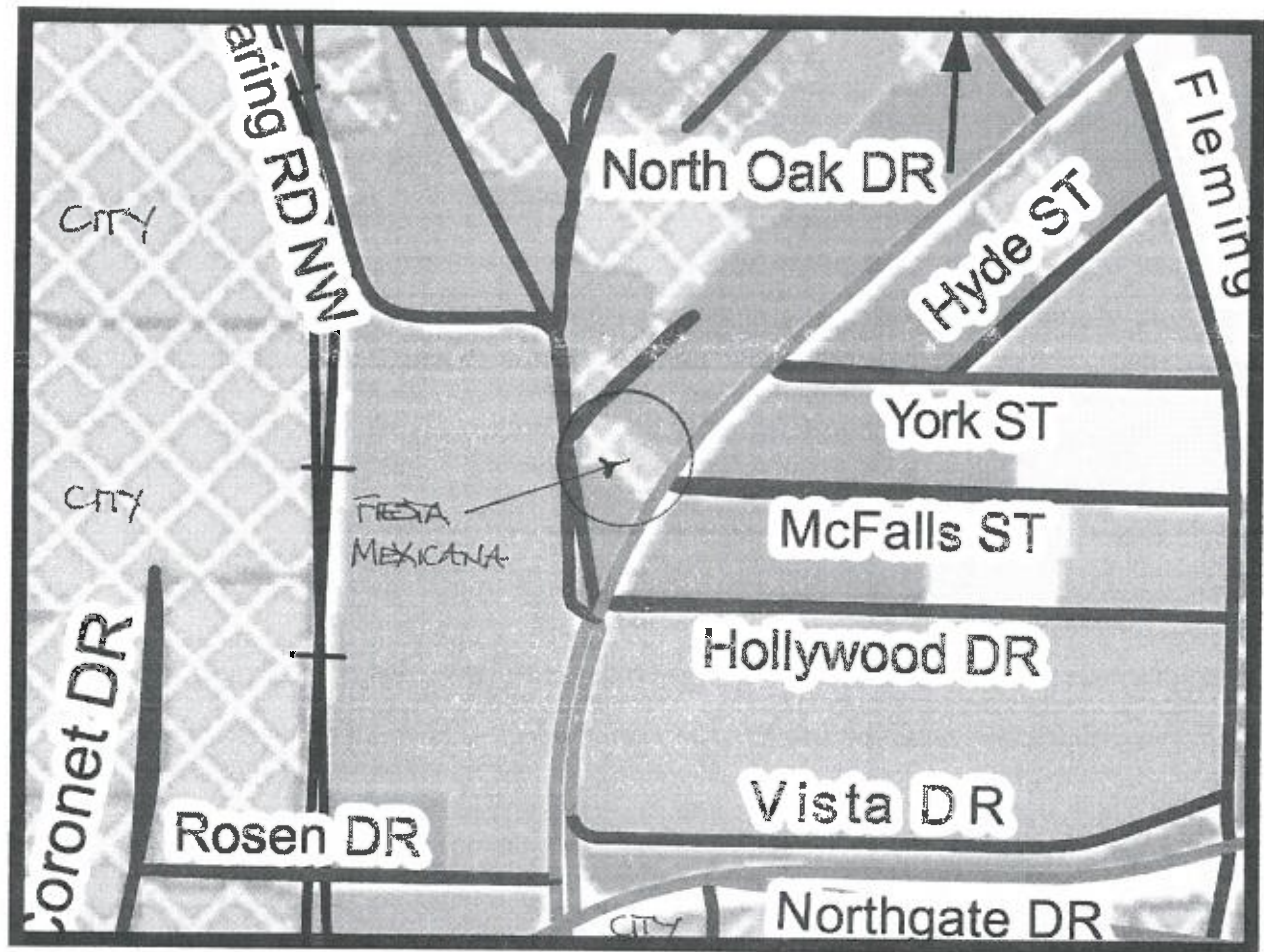 aring RD NW
North Oak DR
Fleming
Hyde ST
CITY
York ST
CITY
FIESTA
MEXICANA
McFalls ST
Hollywood DR
Coronet DR
Vista DR
Rosen DR
CITY
Northgate DR